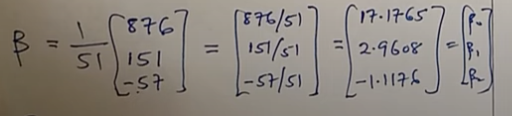 β = 1/51 [876 151 -57] = [876/51 151/51 -57/51] = [17.1765 2.9608 -1.1176] = [β₀ β₁ β₂]